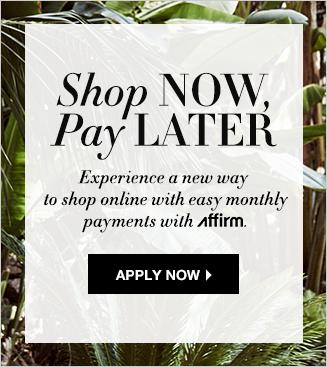 Shop NOW,
Pay LATER
Experience a new way
to shop online with easy monthly
payments with affirm.
APPLY NOW